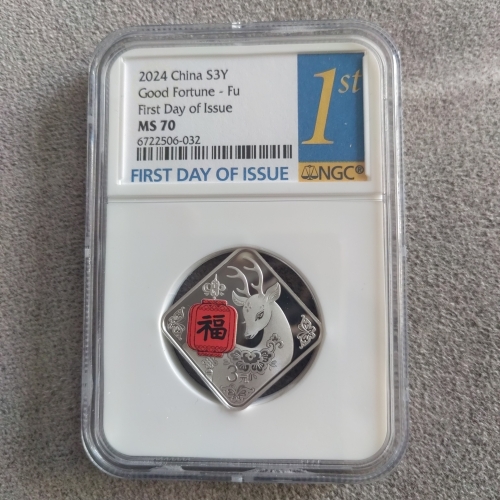 2024 China S3Y
Good Fortune - Fu
First Day of Issue
MS 70
6722506-032
1st
FIRST DAY OF ISSUE
NGC®
福